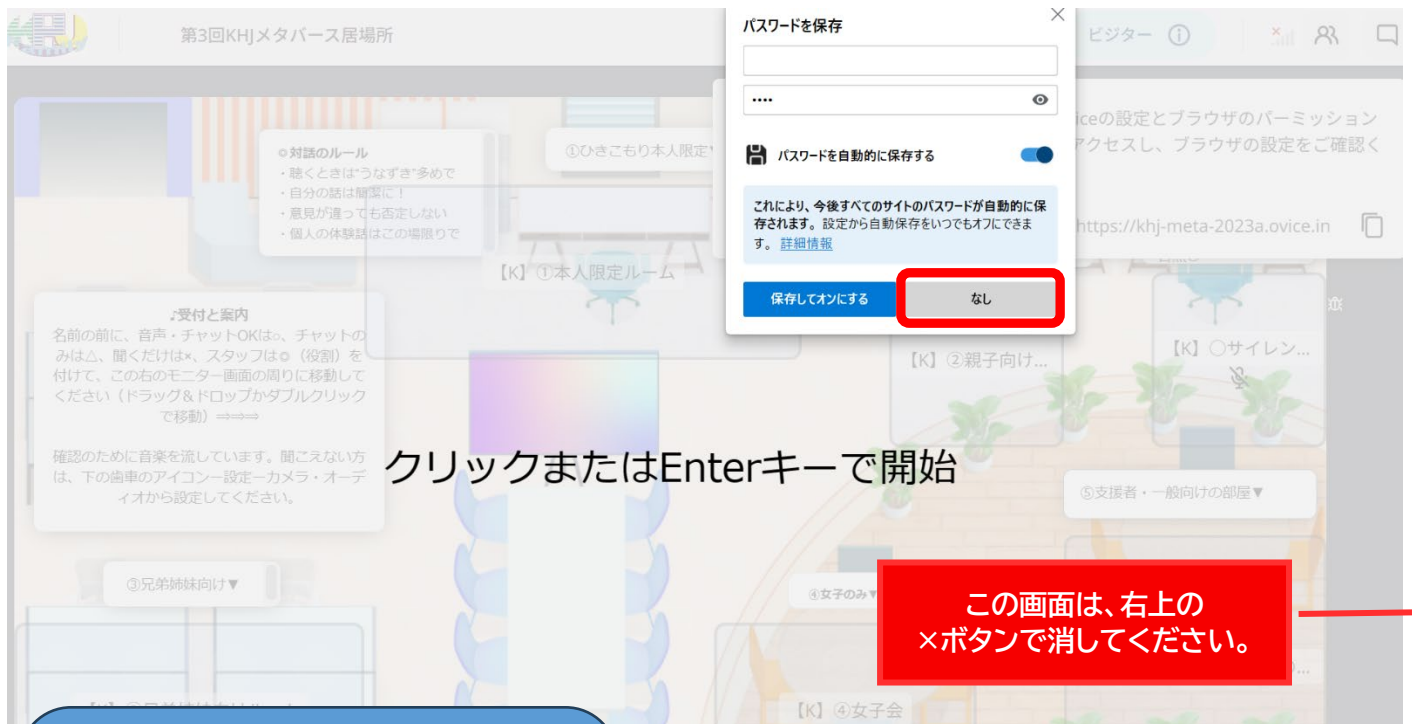 第3回KHJメタバース居場所
パスワードを保存
••••
パスワードを自動的に保存する
これにより、今後すべてのサイトのパスワードが自動的に保
存されます。設定から自動保存をいつでもオフにできま
す。 詳細情報
保存してオンにする
なし
ビジター
iceの設定とブラウザのパーミッション
アクセスし、ブラウザの設定をご確認く
https://khj-meta-2023a.ovice.in
◎対話のルール
・聴くときは"うなずき"多めで
・自分の話は簡潔に！
・意見が違っても否定しない
・個人の体験話はこの場限りで
①ひきこもり本人限定▼
【K】①本人限定ルーム
♪受付と案内
名前の前に、音声・チャットOKは○、チャットの
みは△、聞くだけは×、スタッフは◎（役割）を
付けて、この右のモニター画面の周りに移動して
ください（ドラッグ＆ドロップかダブルクリック
で移動）⇒⇒⇒
確認のために音楽を流しています。聞こえない方
は、下の歯車のアイコンー設定ーカメラ・オーデ
ィオから設定してください。
【K】②親子向け...
【K】○サイレン...
クリックまたはEnterキーで開始
⑤支援者・一般向けの部屋▼
③兄弟姉妹向け▼
④女子のみ▼
この画面は、右上の
×ボタンで消してください。
【K】④女子会